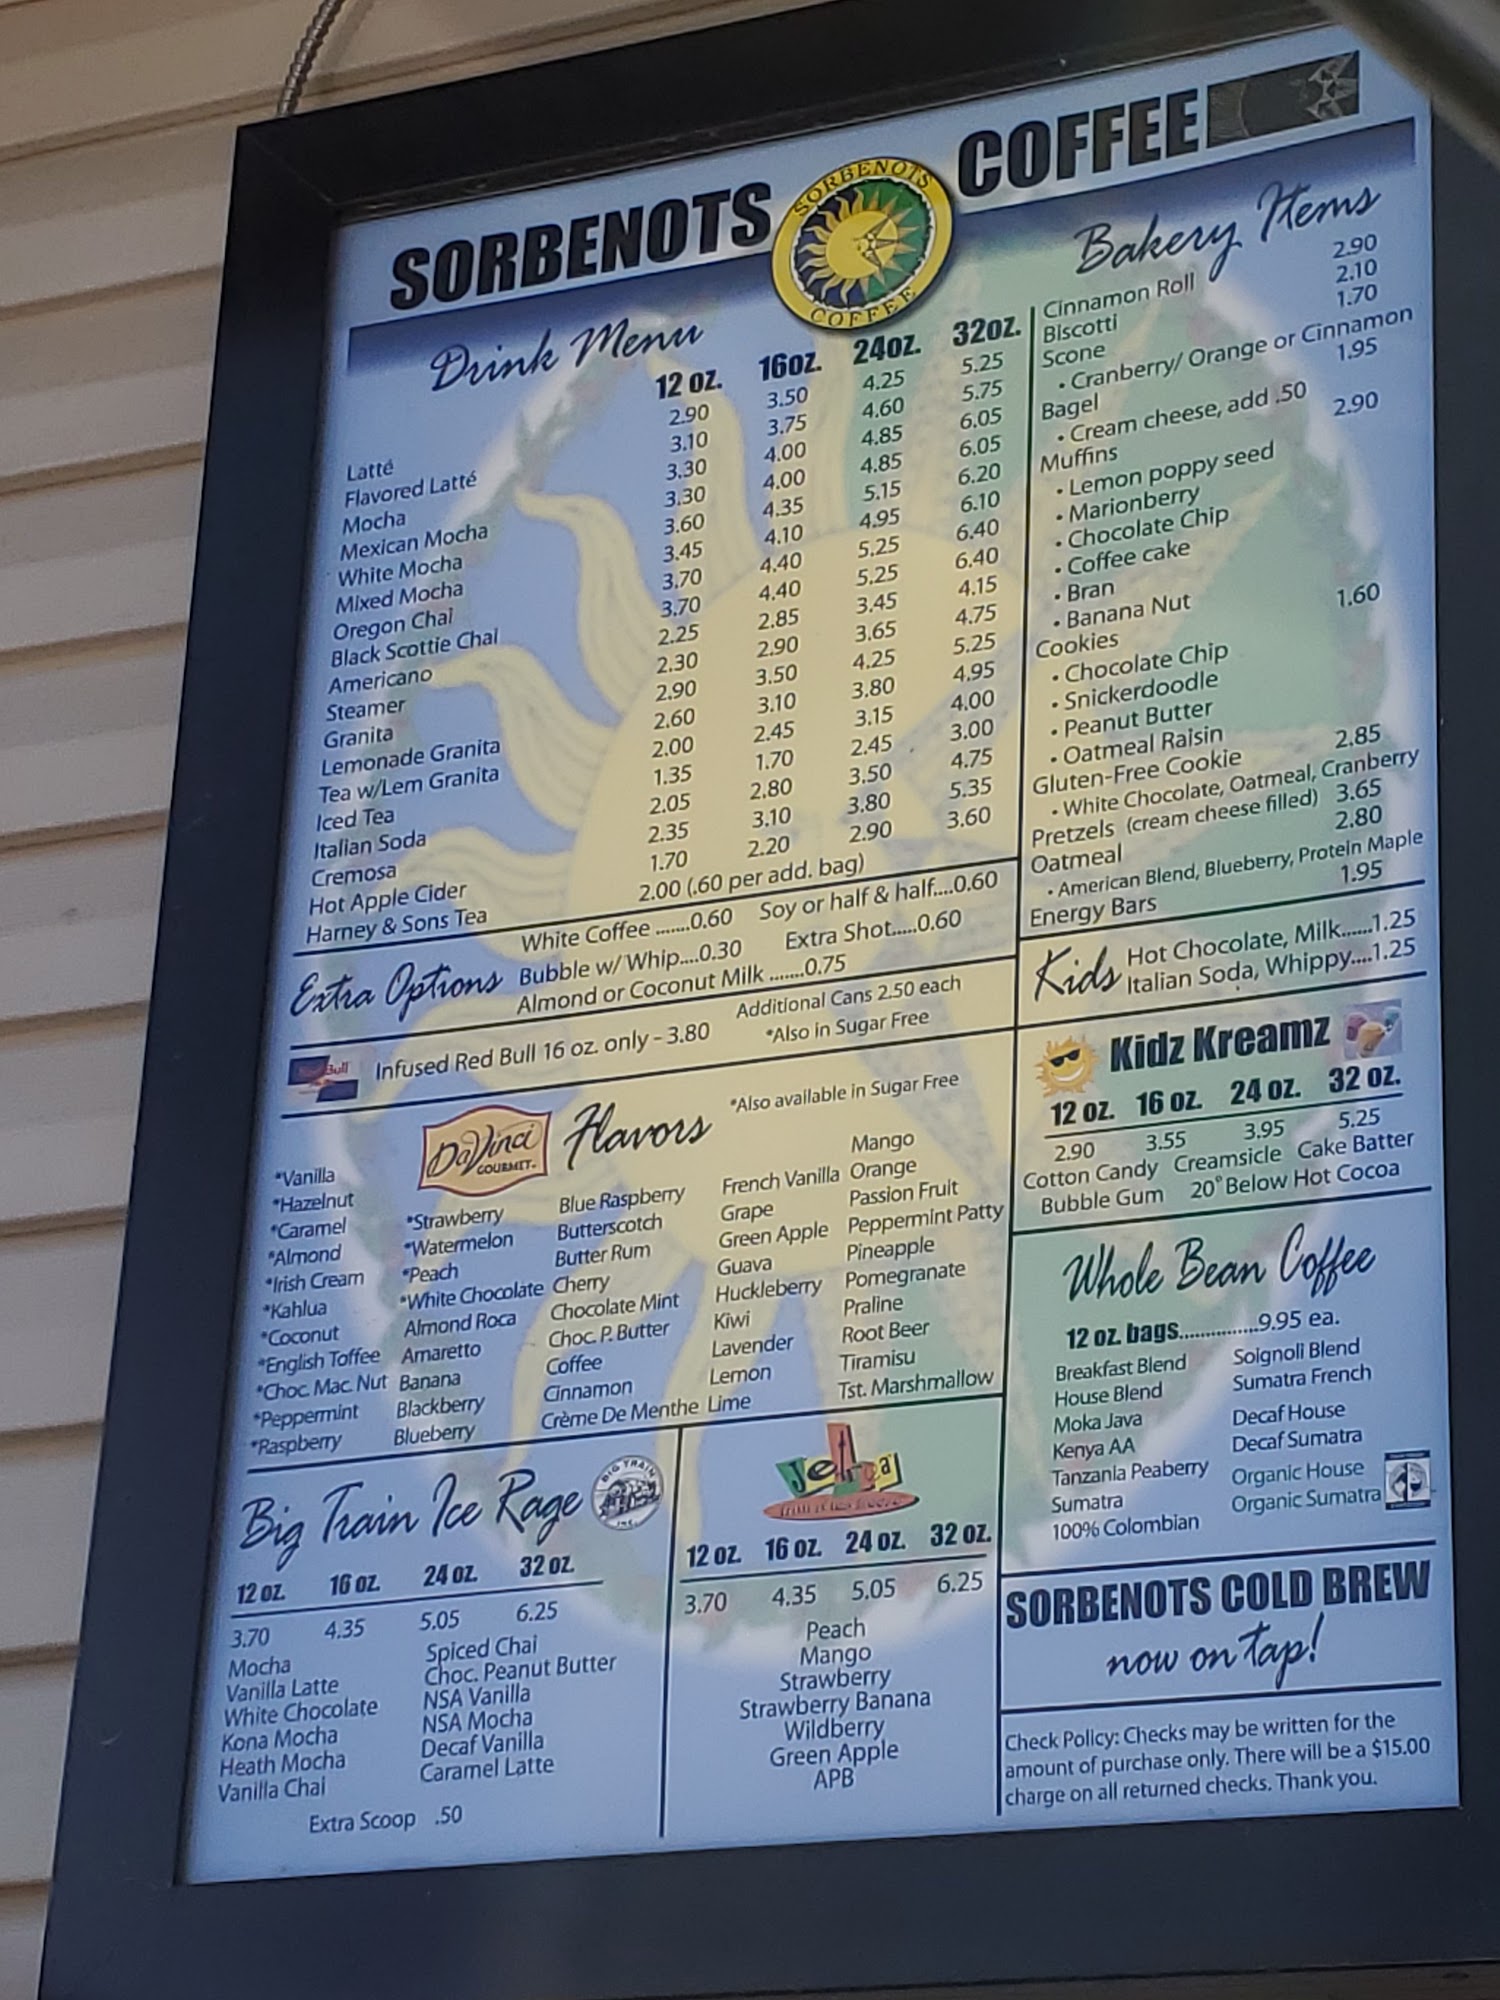 SORBENOTS COFFEE
SORBENOTS COFFEE
Drink Menu
12 oz. 16oz. 24oz. 32oz.
Latté 2.90 3.50 4.25 5.25
Flavored Latté 3.10 3.75 4.60 5.75
Mocha 3.30 4.00 4.85 6.05
Mexican Mocha 3.30 4.00 4.85 6.05
White Mocha 3.60 4.35 5.15 6.20
Mixed Mocha 3.45 4.10 4.95 6.10
Oregon Chai 3.70 4.40 5.25 6.40
Black Scottie Chai 3.70 4.40 5.25 6.40
Americano 2.25 2.85 3.45 4.15
Steamer 2.30 2.90 3.65 4.75
Granita 2.90 3.50 4.25 5.25
Lemonade Granita 2.60 3.10 3.80 4.95
Tea w/Lem Granita 2.00 2.45 3.15 4.00
Iced Tea 1.35 1.70 2.45 3.00
Italian Soda 2.05 2.80 3.50 4.75
Cremosa 2.35 3.10 3.80 5.35
Hot Apple Cider 1.70 2.20 2.90 3.60
Harney & Sons Tea 2.00 (.60 per add. bag)
Extra Options
White Coffee .......0.60 Soy or half & half....0.60
Bubble w/ Whip....0.30 Extra Shot.....0.60
Almond or Coconut Milk .......0.75
Red Bull
Infused Red Bull 16 oz. only - 3.80
Additional Cans 2.50 each
*Also in Sugar Free
DaVinci
GOURMET.
Flavors
*Also available in Sugar Free
*Vanilla
*Hazelnut
*Caramel
*Almond
*Irish Cream
*Kahlua
*Coconut
*English Toffee
*Choc. Mac. Nut
*Peppermint
*Raspberry
*Strawberry
*Watermelon
*Peach
*White Chocolate
Almond Roca
Amaretto
Banana
Blackberry
Blueberry
Blue Raspberry
Butterscotch
Butter Rum
Cherry
Chocolate Mint
Choc. P. Butter
Coffee
Cinnamon
Crème De Menthe
French Vanilla
Grape
Green Apple
Guava
Huckleberry
Kiwi
Lavender
Lemon
Lime
Mango
Orange
Passion Fruit
Peppermint Patty
Pineapple
Pomegranate
Praline
Root Beer
Tiramisu
Tst. Marshmallow
Big Train Ice Rage
BIG TRAIN INC.
12 oz. 16 oz. 24 oz. 32 oz.
3.70 4.35 5.05 6.25
Mocha
Vanilla Latte
White Chocolate
Kona Mocha
Heath Mocha
Vanilla Chai
Spiced Chai
Choc. Peanut Butter
NSA Vanilla
NSA Mocha
Decaf Vanilla
Caramel Latte
Extra Scoop .50
Jet Tea
12 oz. 16 oz. 24 oz. 32 oz.
3.70 4.35 5.05 6.25
Peach
Mango
Strawberry
Strawberry Banana
Wildberry
Green Apple
APB
Bakery Items
Cinnamon Roll 2.90
Biscotti 2.10
Scone 1.70
• Cranberry/ Orange or Cinnamon
Bagel 1.95
• Cream cheese, add .50
Muffins 2.90
• Lemon poppy seed
• Marionberry
• Chocolate Chip
• Coffee cake
• Bran
• Banana Nut
Cookies 1.60
• Chocolate Chip
• Snickerdoodle
• Peanut Butter
• Oatmeal Raisin
Gluten-Free Cookie 2.85
• White Chocolate, Oatmeal, Cranberry
Pretzels (cream cheese filled) 3.65
Oatmeal 2.80
• American Blend, Blueberry, Protein Maple
Energy Bars 1.95
Kids
Hot Chocolate, Milk......1.25
Italian Soda, Whippy....1.25
Kidz Kreamz
12 oz. 16 oz. 24 oz. 32 oz.
2.90 3.55 3.95 5.25
Cotton Candy Creamsicle Cake Batter
Bubble Gum 20° Below Hot Cocoa
Whole Bean Coffee
12 oz. bags...............9.95 ea.
Breakfast Blend
House Blend
Moka Java
Kenya AA
Tanzania Peaberry
Sumatra
100% Colombian
Soignoli Blend
Sumatra French
Decaf House
Decaf Sumatra
Organic House
Organic Sumatra
SORBENOTS COLD BREW
now on tap!
Check Policy: Checks may be written for the
amount of purchase only. There will be a $15.00
charge on all returned checks. Thank you.